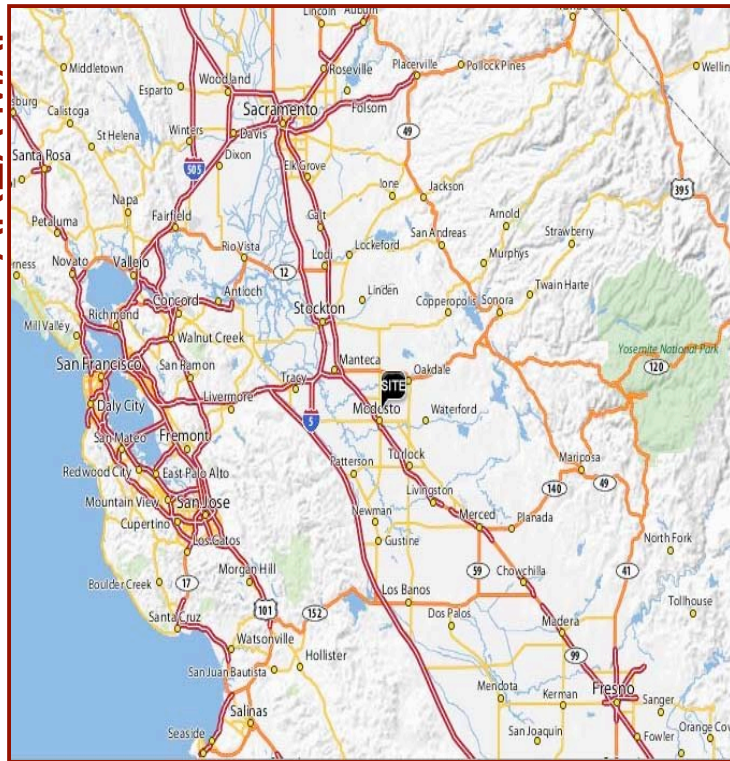 Lincoln
Auburn
Middletown
Roseville
Placerville
Pollock Pines
Esparto
Woodland
Calistoga
Sacramento
Folsom
St Helena
Winters
Davis
49
Santa Rosa
Dixon
505
Elk Grove
Ione
Jackson
395
Napa
Fairfield
Galt
Arnold
Petaluma
Rio Vista
Lockeford
San Andreas
Strawberry
Novato
Vallejo
12
Lodi
Murphys
Concord
Antioch
Linden
Twain Harte
Richmond
Stockton
Copperopolis
Sonora
Mill Valley
Walnut Creek
San Francisco
San Ramon
Manteca
Yosemite National Park
Tracy
Oakdale
120
Daly City
Livermore
SITE
5
Modesto
Waterford
San Mateo
Fremont
Redwood City
East Palo Alto
Patterson
Turlock
Mariposa
Mountain View
San Jose
Livingston
140
49
Cupertino
Newman
Merced
Planada
Los Gatos
Gustine
North Fork
Boulder Creek
17
Morgan Hill
59
Chowchilla
41
101
152
Los Banos
Tollhouse
Santa Cruz
Dos Palos
Watsonville
Madera
San Juan Bautista
Hollister
99
Mendota
Kerman
Fresno
Sanger
Salinas
Seaside
San Joaquin
Fowler